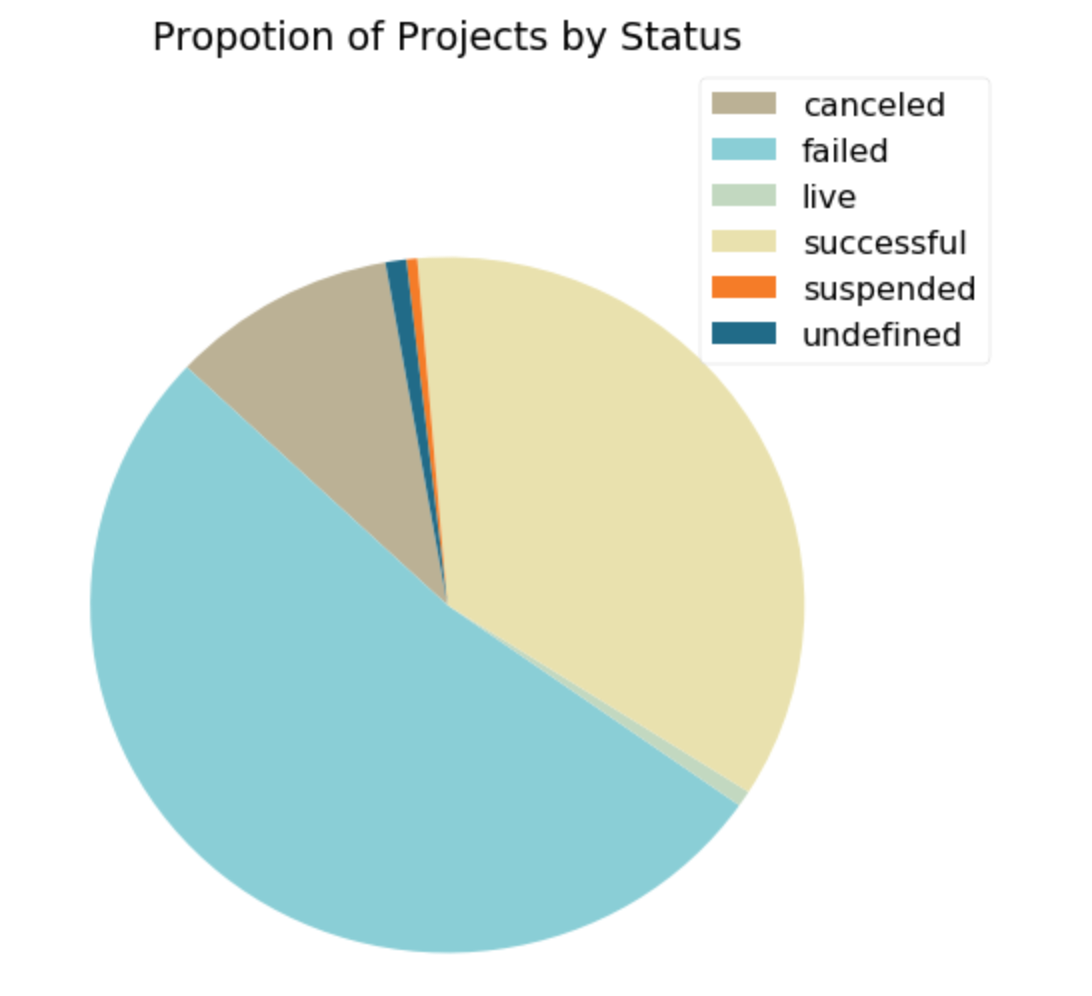 Propotion of Projects by Status
canceled
failed
live
successful
suspended
undefined